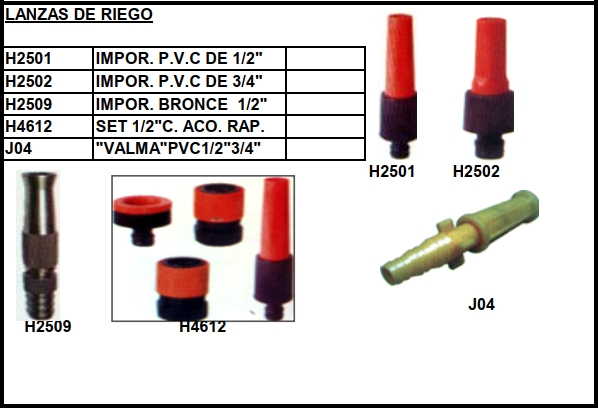 LANZAS DE RIEGO
H2501 IMPOR. P.V.C DE 1/2"
H2502 IMPOR. P.V.C DE 3/4"
H2509 IMPOR. BRONCE  1/2"
H4612 SET 1/2"C. ACO. RAP.
J04 "VALMA"PVC1/2"3/4"
H2501 H2502
J04
H2509 H4612